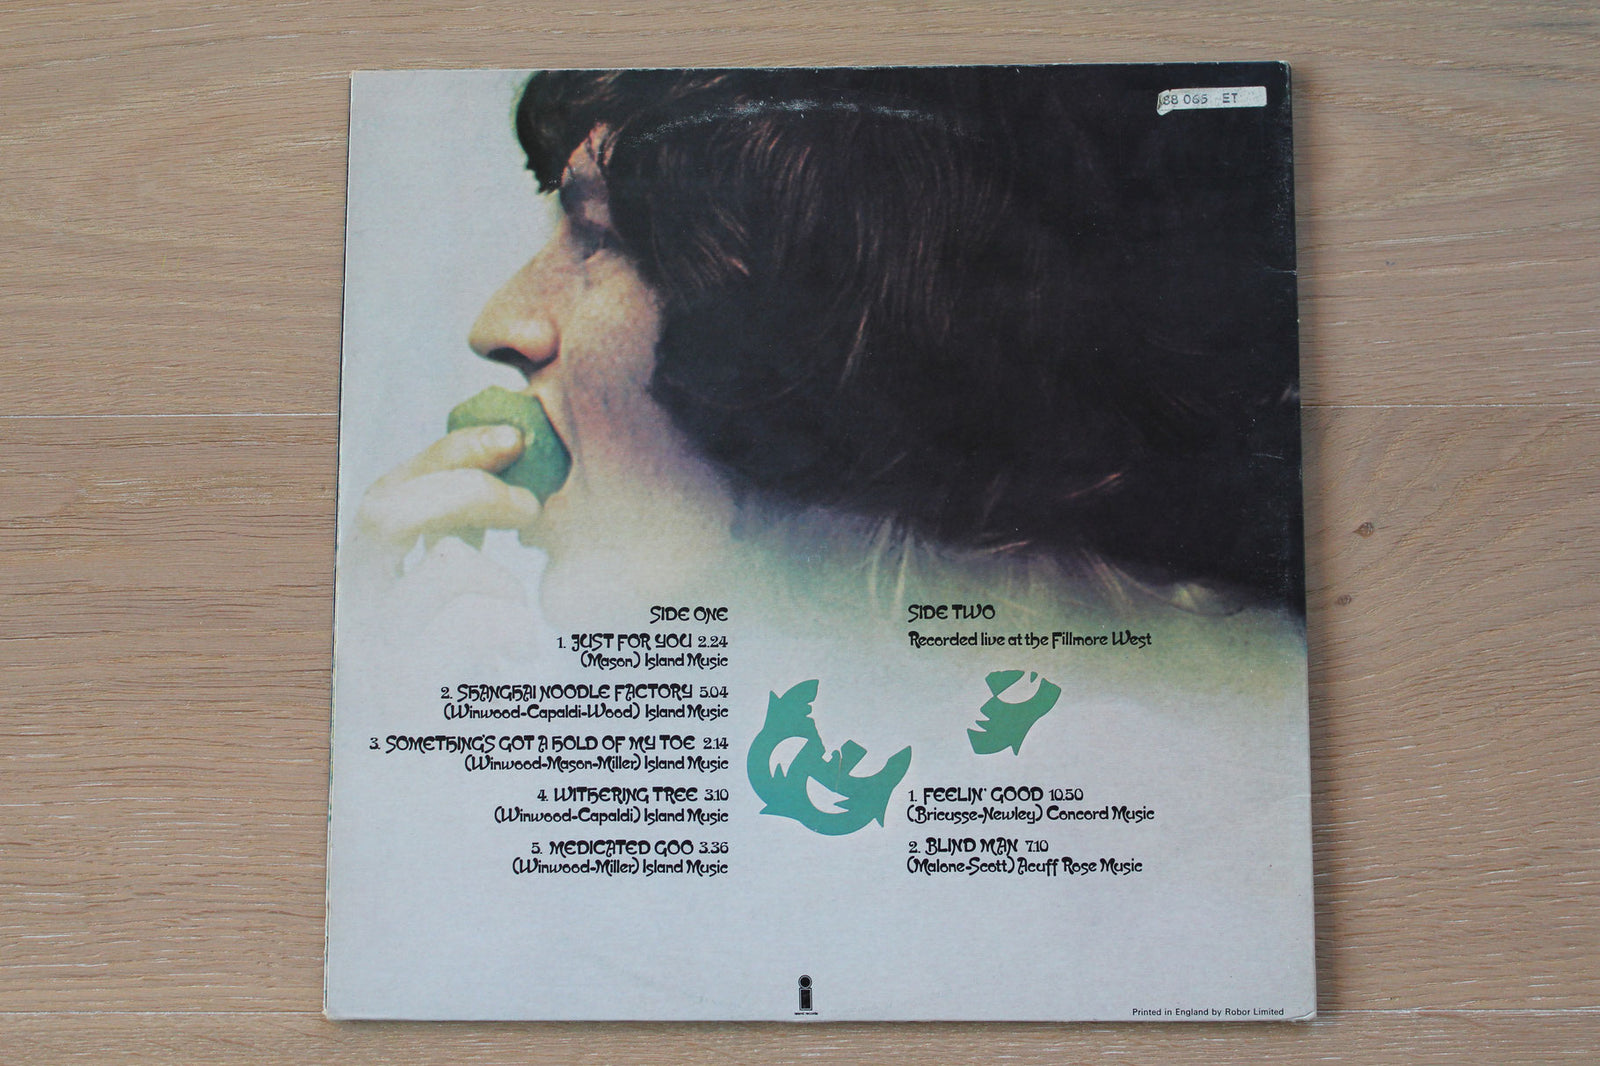 88 065 ET
SIDE ONE
1. JUST FOR YOU 2.24
(Mason) Island Music
2. SHANGHAI NOODLE FACTORY 5.04
(Winwood-Capaldi-Wood) Island Music
3. SOMETHING'S GOT A HOLD OF MY TOE 2.14
(Winwood-Mason-Miller) Island Music
4. WITHERING TREE 3.10
(Winwood-Capaldi) Island Music
5. MEDICATED GOO 3.36
(Winwood-Miller) Island Music
SIDE TWO
Recorded live at the Fillmore West
1. FEELIN' GOOD 10.50
(Bricusse-Newley) Concord Music
2. BLIND MAN 7.10
(Malone-Scott) Acuff Rose Music
i
island records
Printed in England by Robor Limited